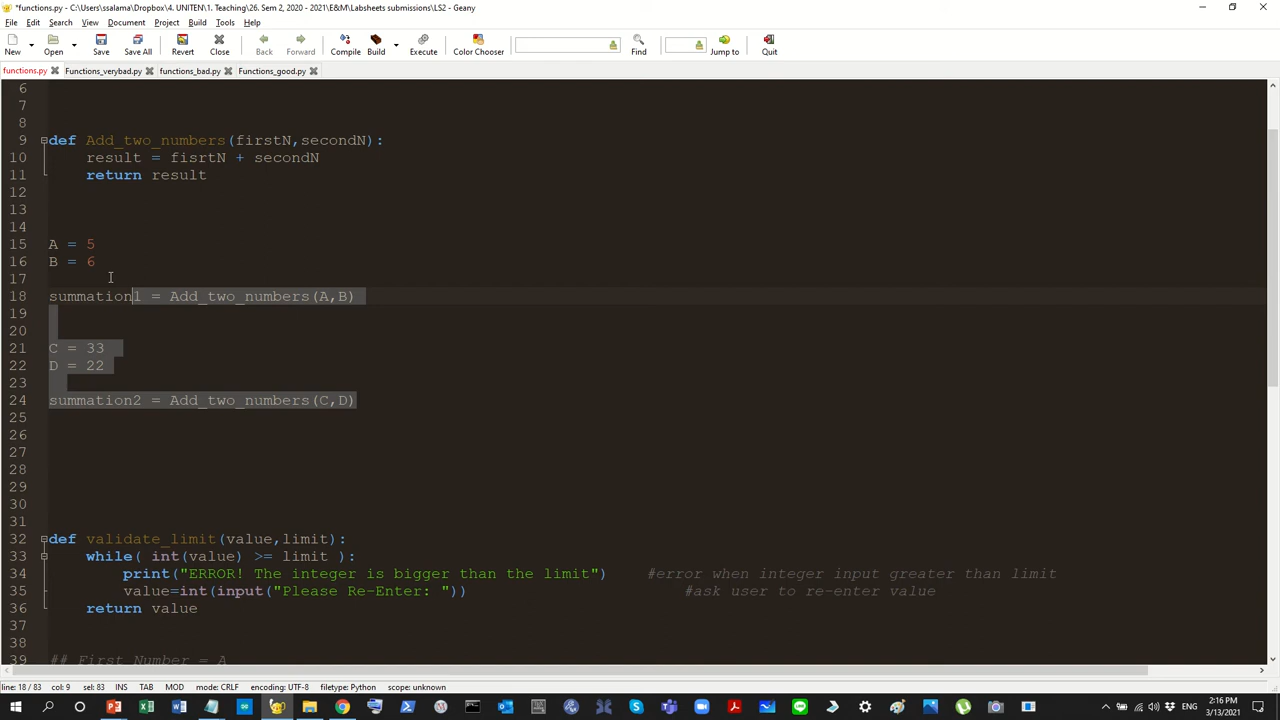 *functions.py - C:\Users\ssalama\Dropbox\4. UNITEN\1. Teaching\26. Sem 2, 2020 - 2021\E&M\Labsheets submissions\LS2 - Geany
File Edit Search View Document Project Build Tools Help
New Open Save Save All Revert Close Back Forward Compile Build Execute Color Chooser Find Jump to Quit
functions.py Functions_verybad.py functions_bad.py Functions_good.py
6
7
8
9 def Add_two_numbers(firstN,secondN):
10 result = fisrtN + secondN
11 return result
12
13
14
15 A = 5
16 B = 6
17
18 summation1 = Add_two_numbers(A,B)
19
20
21 C = 33
22 D = 22
23
24 summation2 = Add_two_numbers(C,D)
25
26
27
28
29
30
31
32 def validate_limit(value,limit):
33 while( int(value) >= limit ):
34 print("ERROR! The integer is bigger than the limit") #error when integer input greater than limit
35 value=int(input("Please Re-Enter: ")) #ask user to re-enter value
36 return value
37
38
39 ## First Number = A
line: 18 / 83 col: 9 sel: 83 INS TAB MOD mode: CRLF encoding: UTF-8 filetype: Python scope: unknown
2:16 PM
ENG
3/13/2021